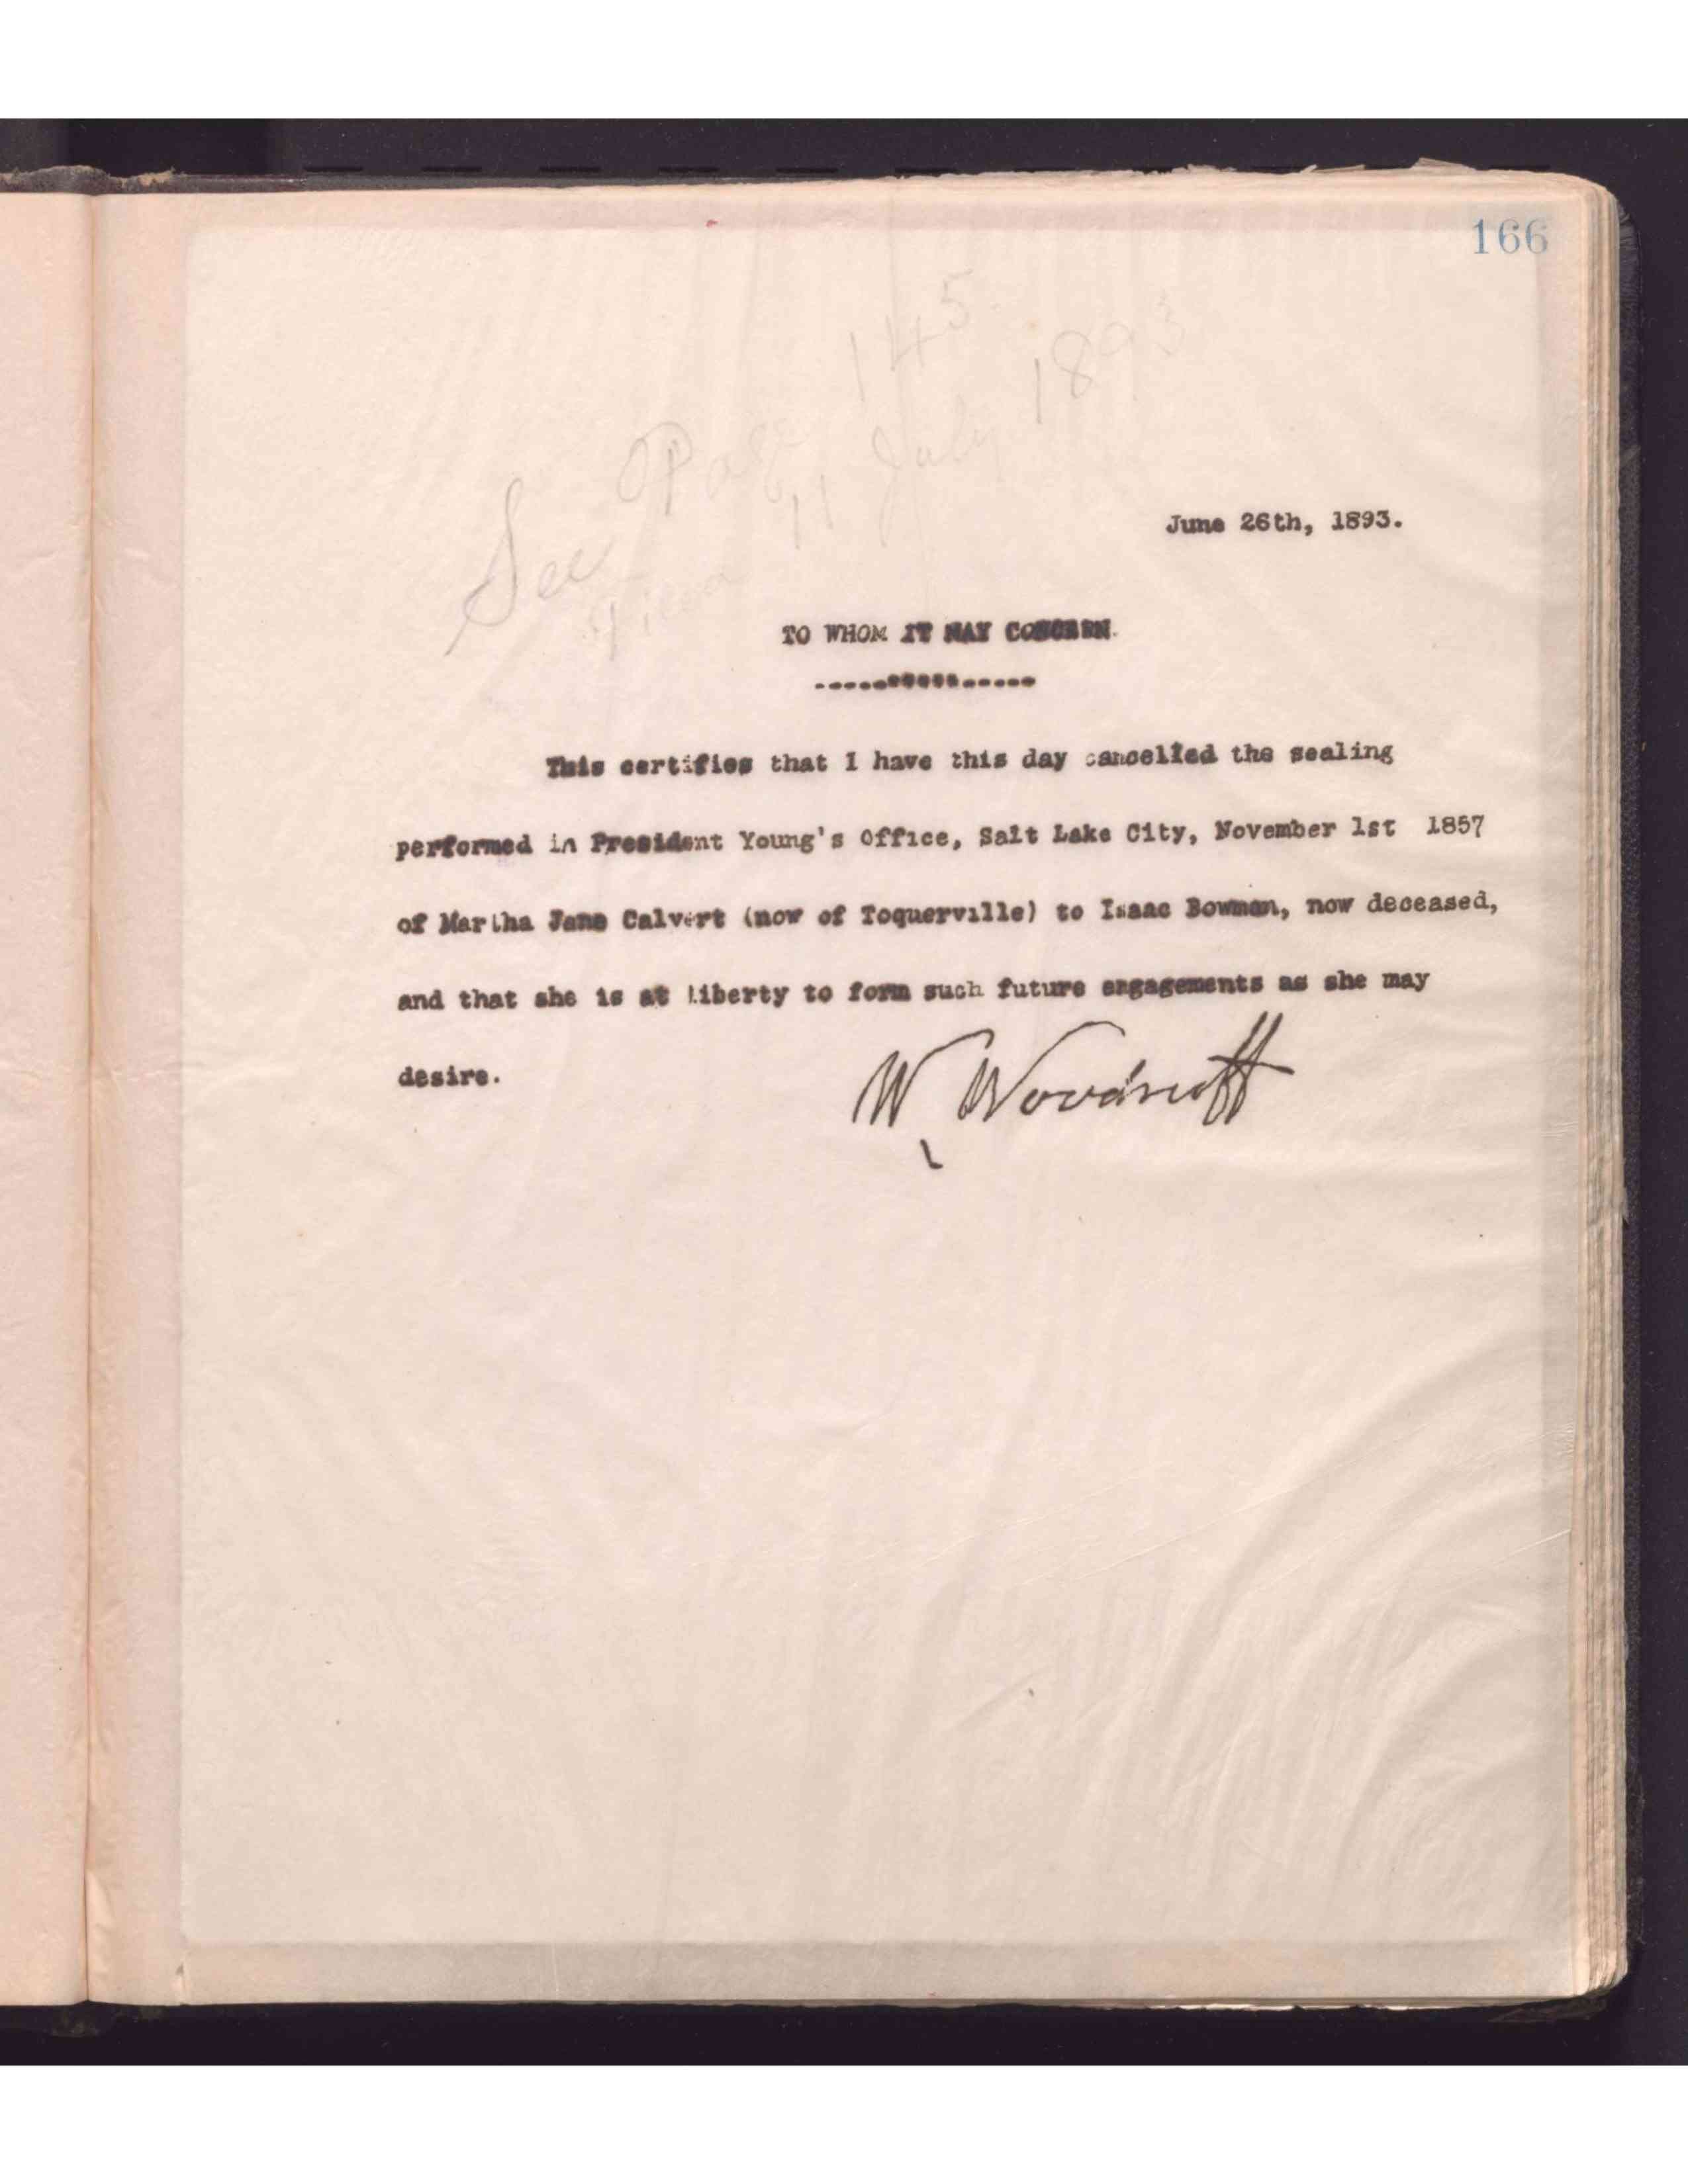 166
See Page 145
11 July 1893
June 26th, 1893.
TO WHOM IT MAY CONCERN.
----------------
This certifies that I have this day cancelled the sealing
performed in President Young's Office, Salt Lake City, November 1st 1857
of Martha Jane Calvert (now of Toquerville) to Isaac Bowman, now deceased,
and that she is at liberty to form such future engagements as she may
desire.
W. Woodruff